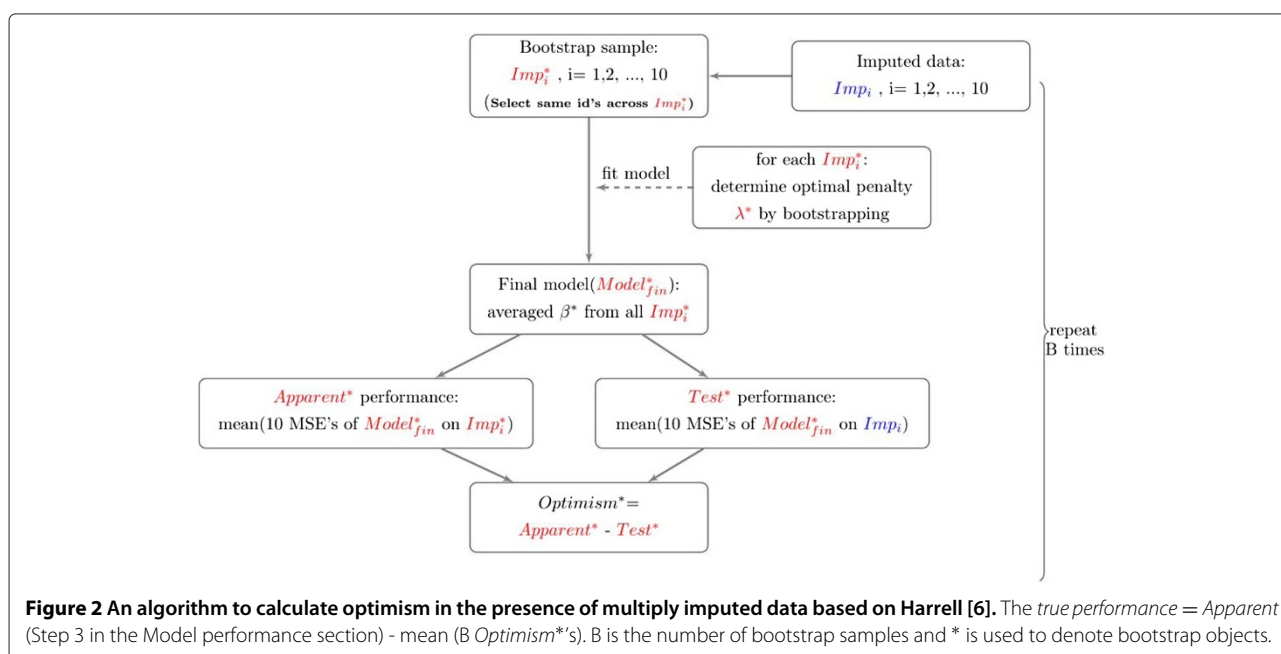 Bootstrap sample:
Imp*i , i= 1,2, ..., 10
(Select same id's across Imp*i)
Imputed data:
Impi , i= 1,2, ..., 10
fit model
for each Imp*i:
determine optimal penalty
λ* by bootstrapping
Final model(Model*fin):
averaged β* from all Imp*i
repeat
B times
Apparent* performance:
mean(10 MSE's of Model*fin on Imp*i)
Test* performance:
mean(10 MSE's of Model*fin on Impi)
Optimism*=
Apparent* - Test*
Figure 2 An algorithm to calculate optimism in the presence of multiply imputed data based on Harrell [6]. The true performance = Apparent
(Step 3 in the Model performance section) - mean (B Optimism*'s). B is the number of bootstrap samples and * is used to denote bootstrap objects.